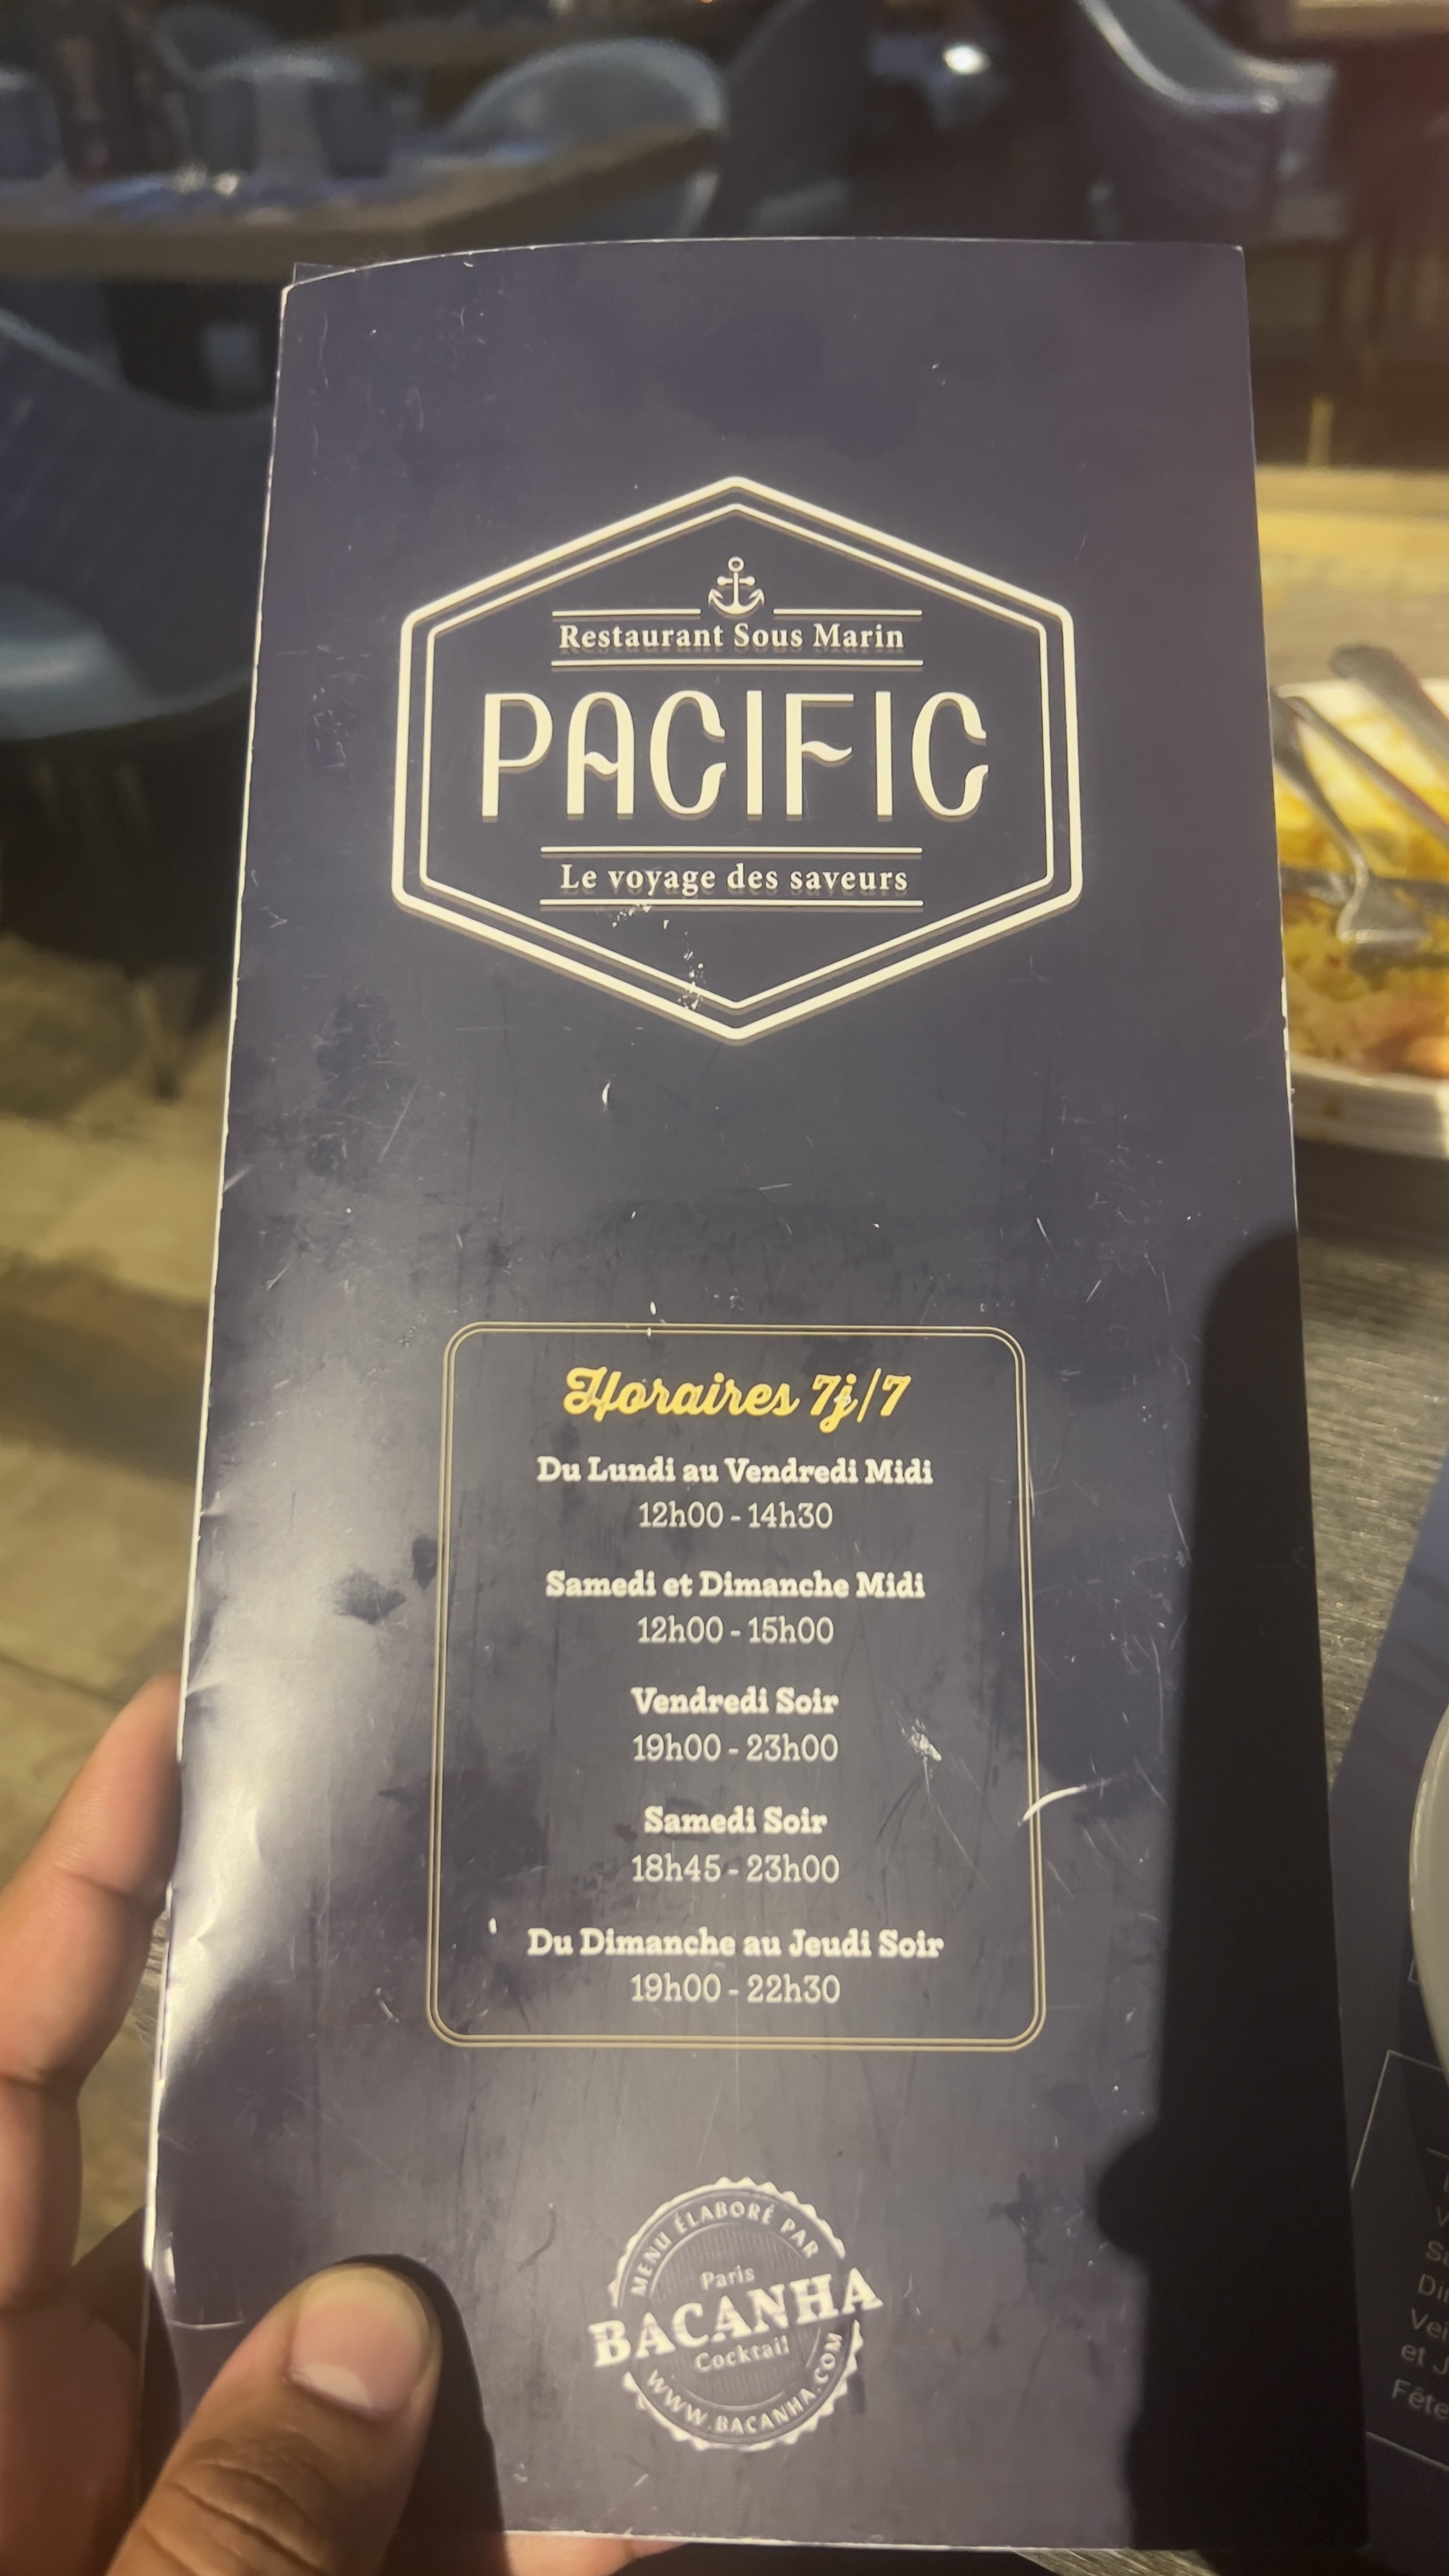 Restaurant Sous Marin
PACIFIC
Le voyage des saveurs
Horaires 7j/7
Du Lundi au Vendredi Midi
12h00 - 14h30
Samedi et Dimanche Midi
12h00 - 15h00
Vendredi Soir
19h00 - 23h00
Samedi Soir
18h45 - 23h00
Du Dimanche au Jeudi Soir
19h00 - 22h30
MENU ÉLABORÉ PAR
Paris
BACANHA
Cocktail
WWW.BACANHA.COM
et
Fête